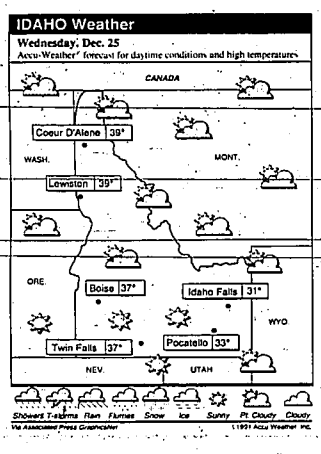 IDAHO Weather
Wednesday, Dec. 25
Accu-Weather® forecast for daytime conditions and high temperatures
CANADA
Coeur D'Alene 39°
WASH.
MONT.
Lewiston 39°
ORE.
Boise 37°
Idaho Falls 31°
WYO.
Twin Falls 37°
Pocatello 33°
NEV.
UTAH
Showers T-storms Rain Flurries Snow Ice Sunny Pt. Cloudy Cloudy
Via Associated Press GraphicsNet
©1991 Accu Weather, Inc.